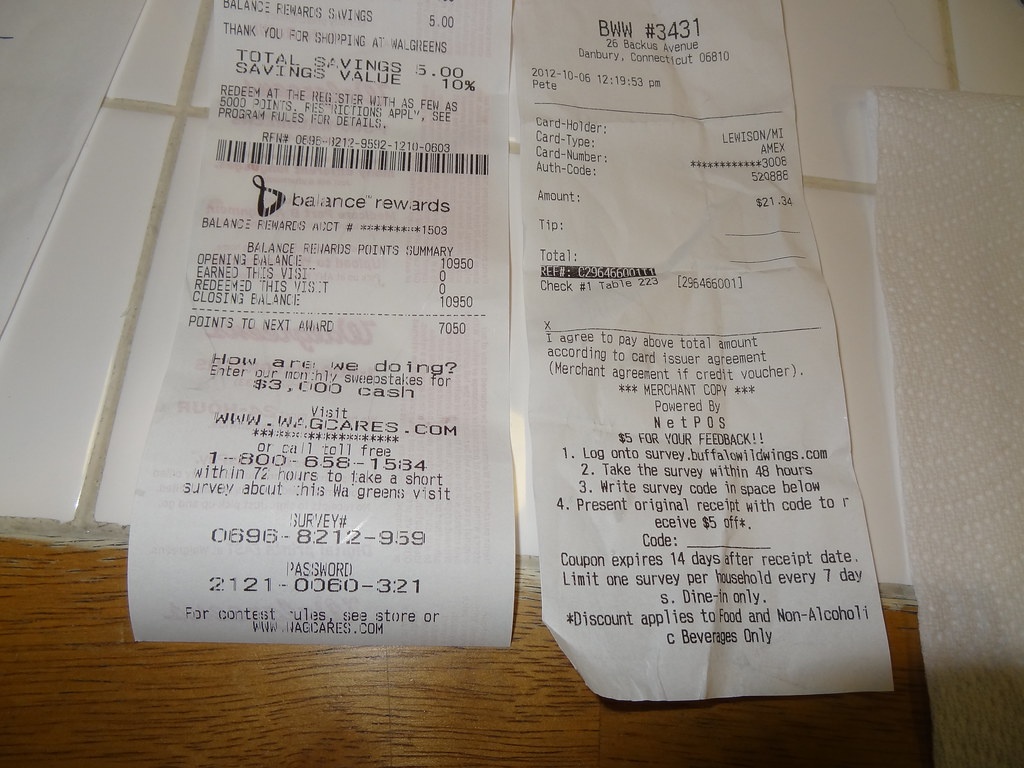 BALANCE REWARDS SAVINGS 5.00
THANK YOU FOR SHOPPING AT WALGREENS
TOTAL SAVINGS 5.00
SAVINGS VALUE 10%
REDEEM AT THE REGISTER WITH AS FEW AS
5000 POINTS. RESTRICTIONS APPLY, SEE
PROGRAM RULES FOR DETAILS.
RFN# 0696-8212-9592-1210-0603
balance™ rewards
BALANCE REWARDS ACCT # ********1503
BALANCE REWARDS POINTS SUMMARY
OPENING BALANCE 10950
EARNED THIS VISIT 0
REDEEMED THIS VISIT 0
CLOSING BALANCE 10950
POINTS TO NEXT AWARD 7050
How are we doing?
Enter our monthly sweepstakes for
$3,000 cash
Visit
WWW.WAGCARES.COM
**********************
or call toll free
1-800-658-1584
within 72 hours to take a short
survey about this Walgreens visit
SURVEY#
0696-8212-959
PASSWORD
2121-0060-321
For contest rules, see store or
WWW.WAGCARES.COM
BWW #3431
26 Backus Avenue
Danbury, Connecticut 06810
2012-10-06 12:19:53 pm
Pete
Card-Holder: LEWISON/MI
Card-Type: AMEX
Card-Number: ************3008
Auth-Code: 520888
Amount: $21.34
Tip:
Total:
REF#: C29646600111
Check #1 Table 223 [296466001]
X
I agree to pay above total amount
according to card issuer agreement
(Merchant agreement if credit voucher).
*** MERCHANT COPY ***
Powered By
NetPOS
$5 FOR YOUR FEEDBACK!!
1. Log onto survey.buffalowildwings.com
2. Take the survey within 48 hours
3. Write survey code in space below
4. Present original receipt with code to r
eceive $5 off*.
Code:
Coupon expires 14 days after receipt date.
Limit one survey per household every 7 day
s. Dine-in only.
*Discount applies to Food and Non-Alcoholi
c Beverages Only